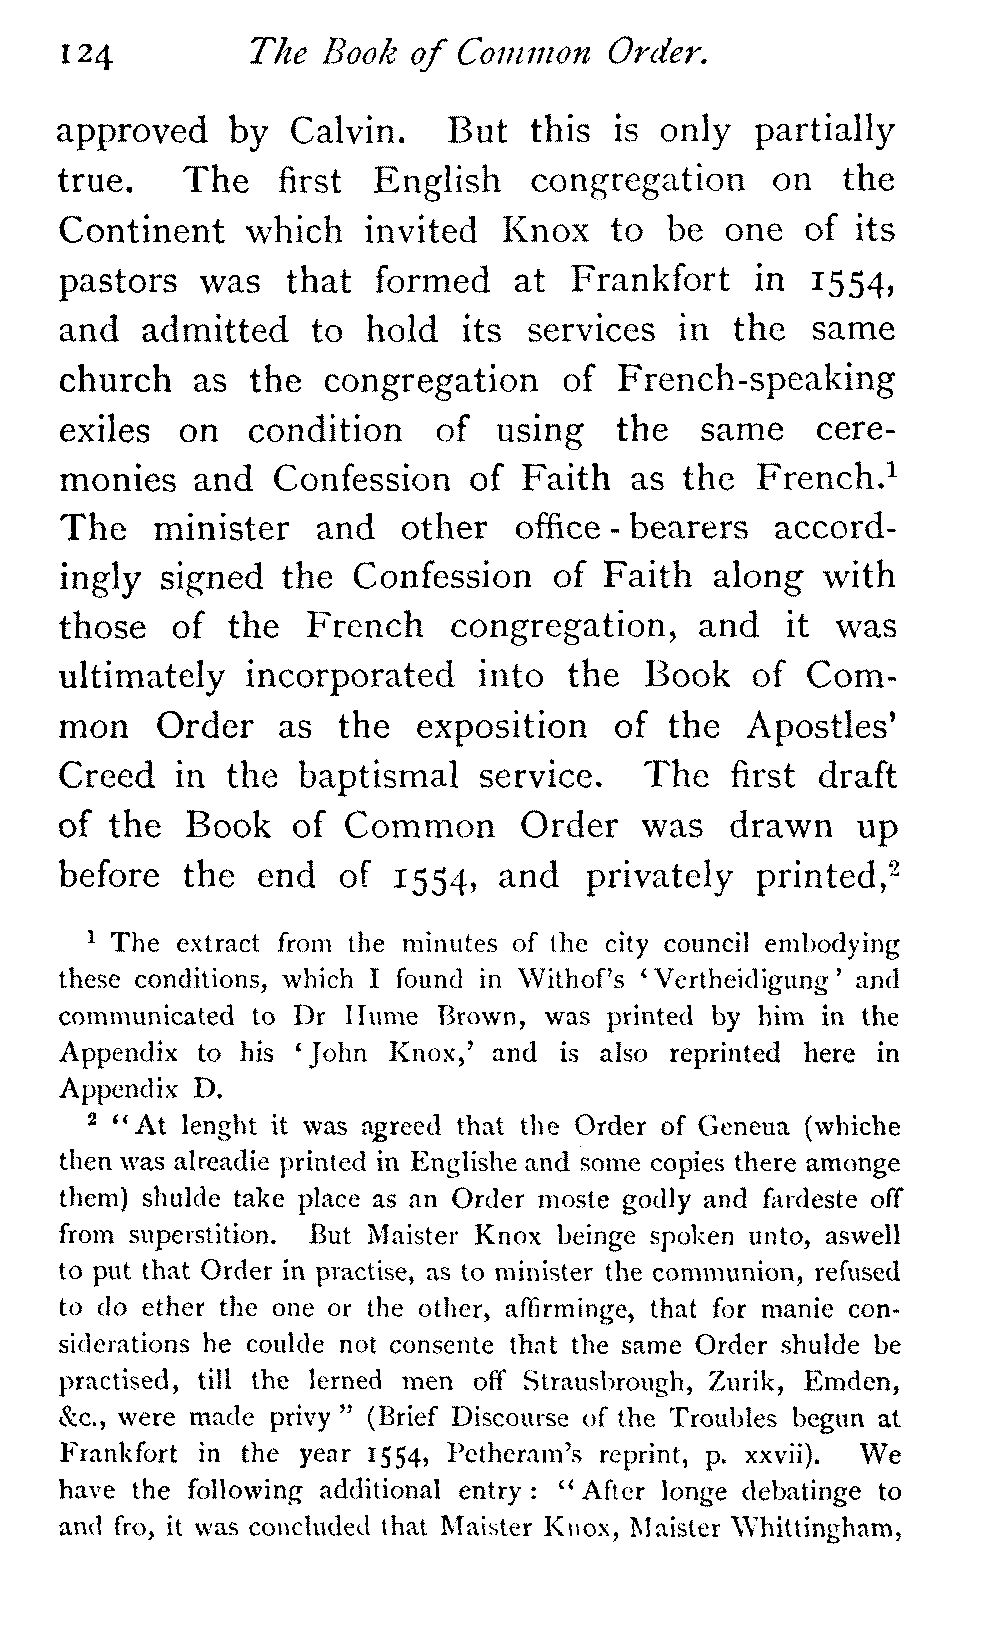 124 The Book of Common Order.
approved by Calvin. But this is only partially
true. The first English congregation on the
Continent which invited Knox to be one of its
pastors was that formed at Frankfort in 1554,
and admitted to hold its services in the same
church as the congregation of French-speaking
exiles on condition of using the same cere-
monies and Confession of Faith as the French.¹
The minister and other office-bearers accord-
ingly signed the Confession of Faith along with
those of the French congregation, and it was
ultimately incorporated into the Book of Com-
mon Order as the exposition of the Apostles'
Creed in the baptismal service. The first draft
of the Book of Common Order was drawn up
before the end of 1554, and privately printed,²
¹ The extract from the minutes of the city council embodying
these conditions, which I found in Withof's 'Vertheidigung' and
communicated to Dr Hume Brown, was printed by him in the
Appendix to his 'John Knox,' and is also reprinted here in
Appendix D.
² "At lenght it was agreed that the Order of Geneua (whiche
then was alreadie printed in Englishe and some copies there amonge
them) shulde take place as an Order moste godly and fardeste off
from superstition. But Maister Knox beinge spoken unto, aswell
to put that Order in practise, as to minister the communion, refused
to do ether the one or the other, affirminge, that for manie con-
siderations he coulde not consente that the same Order shulde be
practised, till the lerned men off Strausbrough, Zurik, Emden,
&c., were made privy" (Brief Discourse of the Troubles begun at
Frankfort in the year 1554, Petheram's reprint, p. xxvii). We
have the following additional entry: "After longe debatinge to
and fro, it was concluded that Maister Knox, Maister Whittingham,